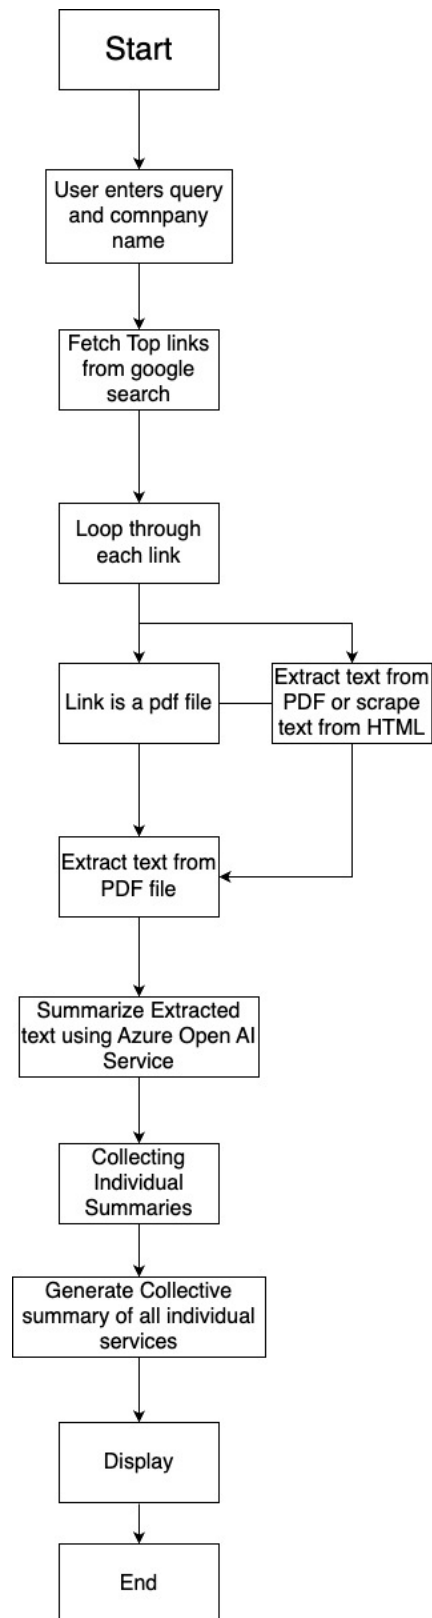 Start
User enters query
and comnpany
name
Fetch Top links
from google
search
Loop through
each link
Link is a pdf file
Extract text from
PDF or scrape
text from HTML
Extract text from
PDF file
Summarize Extracted
text using Azure Open AI
Service
Collecting
Individual
Summaries
Generate Collective
summary of all individual
services
Display
End